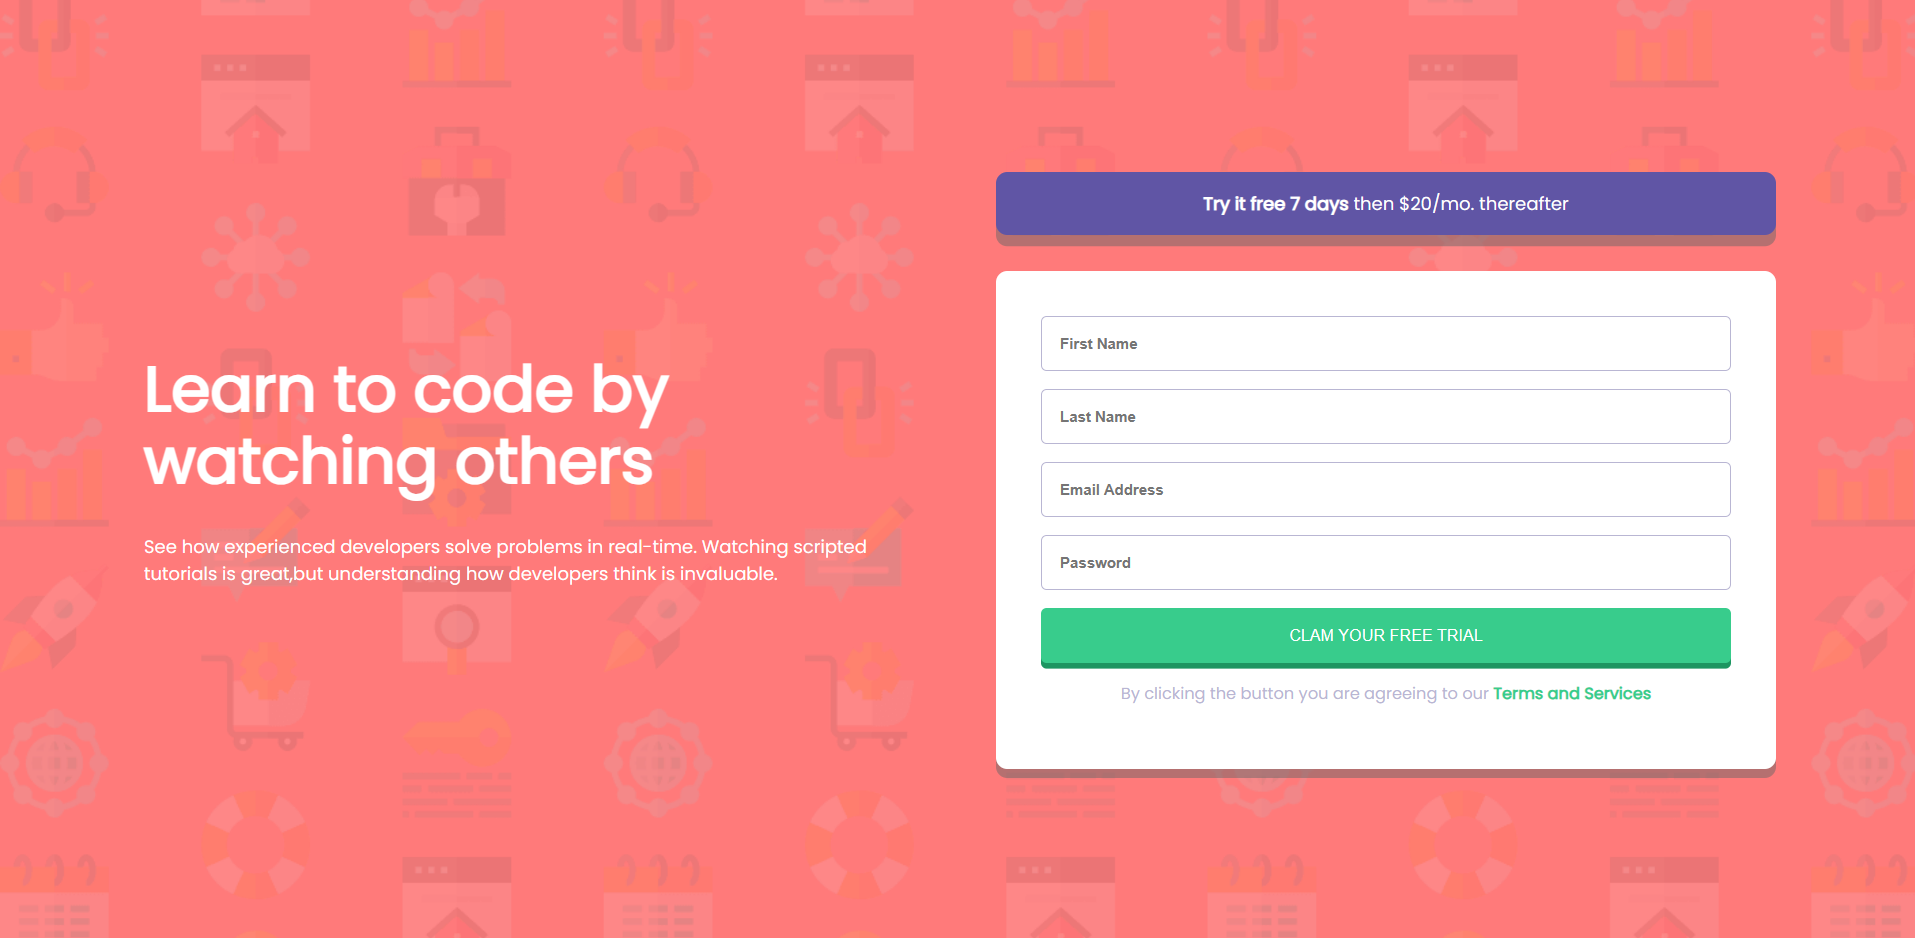 Learn to code by
watching others
See how experienced developers solve problems in real-time. Watching scripted
tutorials is great,but understanding how developers think is invaluable.
Try it free 7 days then $20/mo. thereafter
First Name
Last Name
Email Address
Password
CLAM YOUR FREE TRIAL
By clicking the button you are agreeing to our Terms and Services